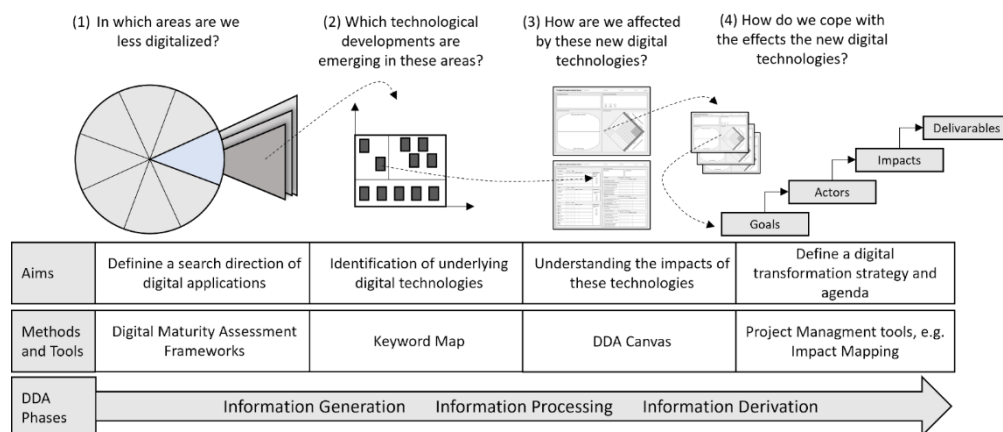 (1) In which areas are we
less digitalized?
(2) Which technological
developments are
emerging in these areas?
(3) How are we affected
by these new digital
technologies?
(4) How do we cope with
the effects the new digital
technologies?
Delivarables
Impacts
Actors
Goals
Aims
Definine a search direction of
digital applications
Identification of underlying
digital technologies
Understanding the impacts of
these technologies
Define a digital
transformation strategy and
agenda
Methods
and Tools
Digital Maturity Assessment
Frameworks
Keyword Map
DDA Canvas
Project Managment tools, e.g.
Impact Mapping
DDA
Phases
Information Generation
Information Processing
Information Derivation